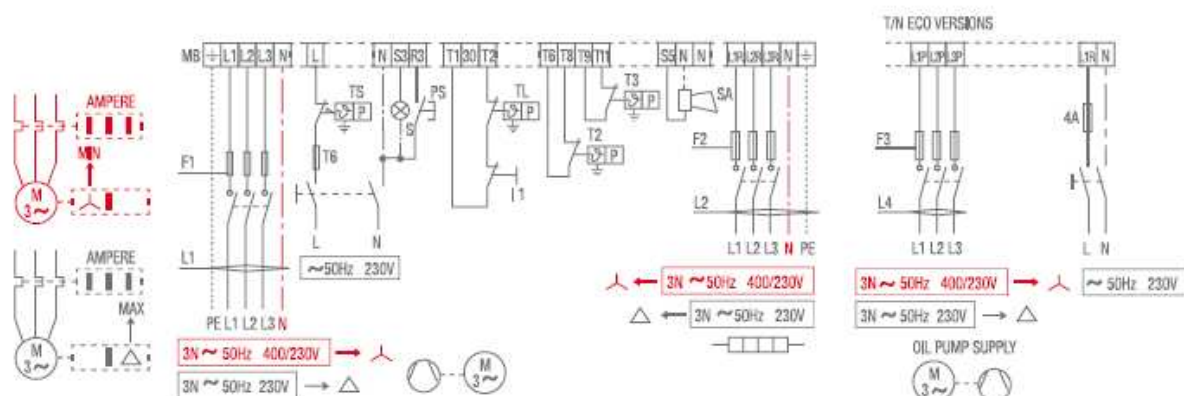 T/N ECO VERSIONS
MB L1 L2 L3 N L N S3 R3 T1 30 T2 T6 T8 T9 T11 S5 N N L1R L2R L3R N
L1P L2P L3P L1R N
AMPERE
MIN
M
3~
TS P
T6
F1
S
PS
TL P
I1
T3 P
T2 P
SA
F2
F3
4A
L2
L4
L1
L N
~50Hz 230V
PE L1 L2 L3 N
L1 L2 L3 N PE
L1 L2 L3
L N
AMPERE
MAX
M
3~
3N ~ 50Hz 400/230V
3N ~ 50Hz 230V
M
3~
3N ~ 50Hz 400/230V
3N ~ 50Hz 230V
3N ~ 50Hz 400/230V
3N ~ 50Hz 230V
~ 50Hz 230V
OIL PUMP SUPPLY
M
3~